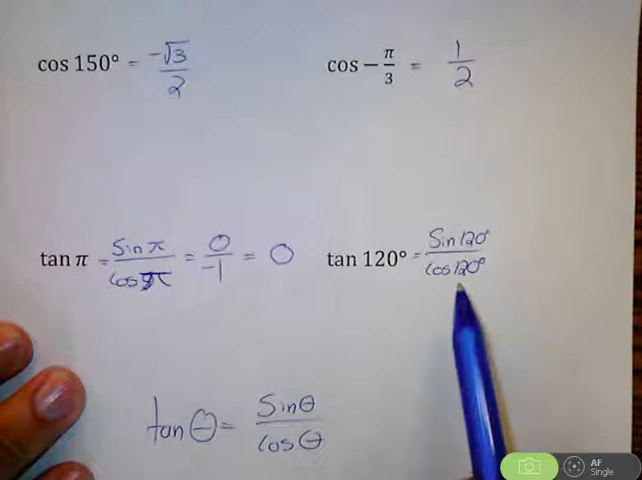 cos 150° = -√3/2
cos -π/3 = 1/2
tan π = Sin π/cos π = 0/-1 = 0
tan 120° = Sin 120°/cos 120°
tan θ = Sin θ/cos θ
AF
Single